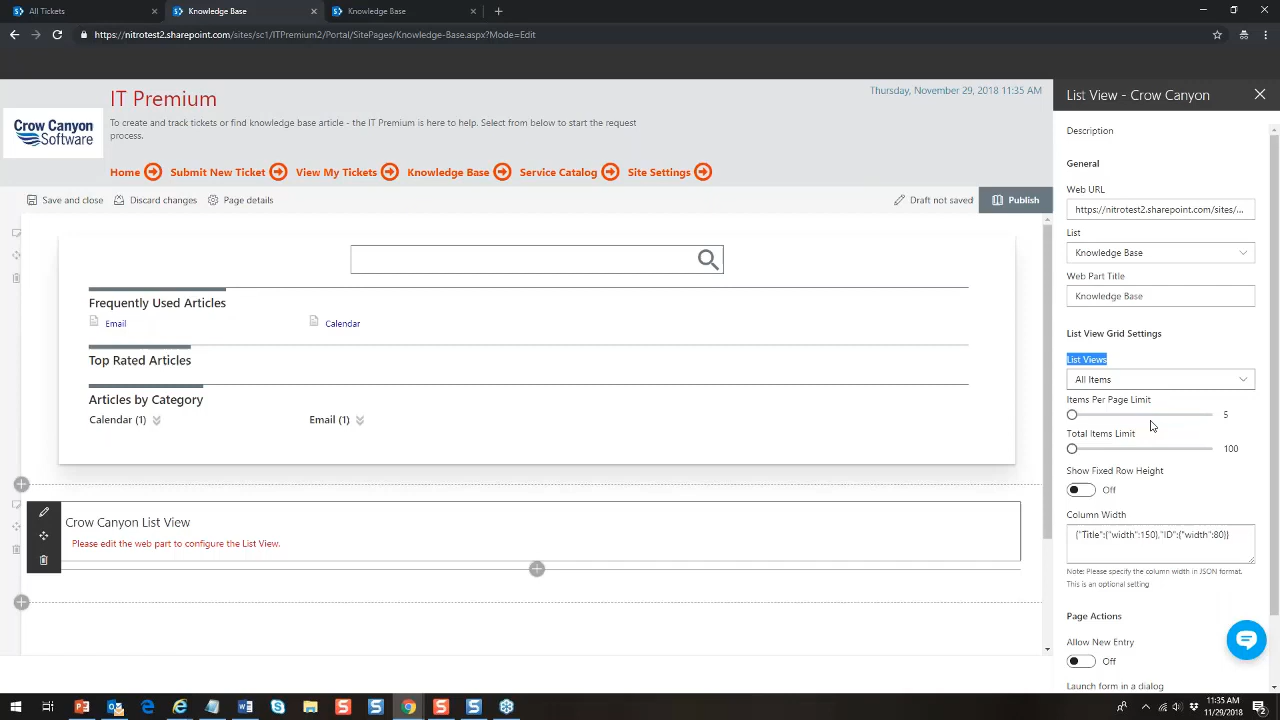 All Tickets
Knowledge Base
Knowledge Base
https://nitrotest2.sharepoint.com/sites/sc1/ITPremium2/Portal/SitePages/Knowledge-Base.aspx?Mode=Edit
Crow Canyon
Software
IT Premium
To create and track tickets or find knowledge base article - the IT Premium is here to help. Select from below to start the request
process.
Thursday, November 29, 2018 11:35 AM
Home Submit New Ticket View My Tickets Knowledge Base Service Catalog Site Settings
Save and close Discard changes Page details Draft not saved Publish
Frequently Used Articles
Email Calendar
Top Rated Articles
Articles by Category
Calendar (1) Email (1)
Crow Canyon List View
Please edit the web part to configure the List View.
List View - Crow Canyon
Description
General
Web URL
https://nitrotest2.sharepoint.com/sites/...
List
Knowledge Base
Web Part Title
Knowledge Base
List View Grid Settings
List Views
All Items
Items Per Page Limit
5
Total Items Limit
100
Show Fixed Row Height
Off
Column Width
{"Title":{"width":150},"ID":{"width":80}}
Note: Please specify the column width in JSON format.
This is an optional setting
Page Actions
Allow New Entry
Off
Launch form in a dialog
11:35 AM
11/29/2018
2